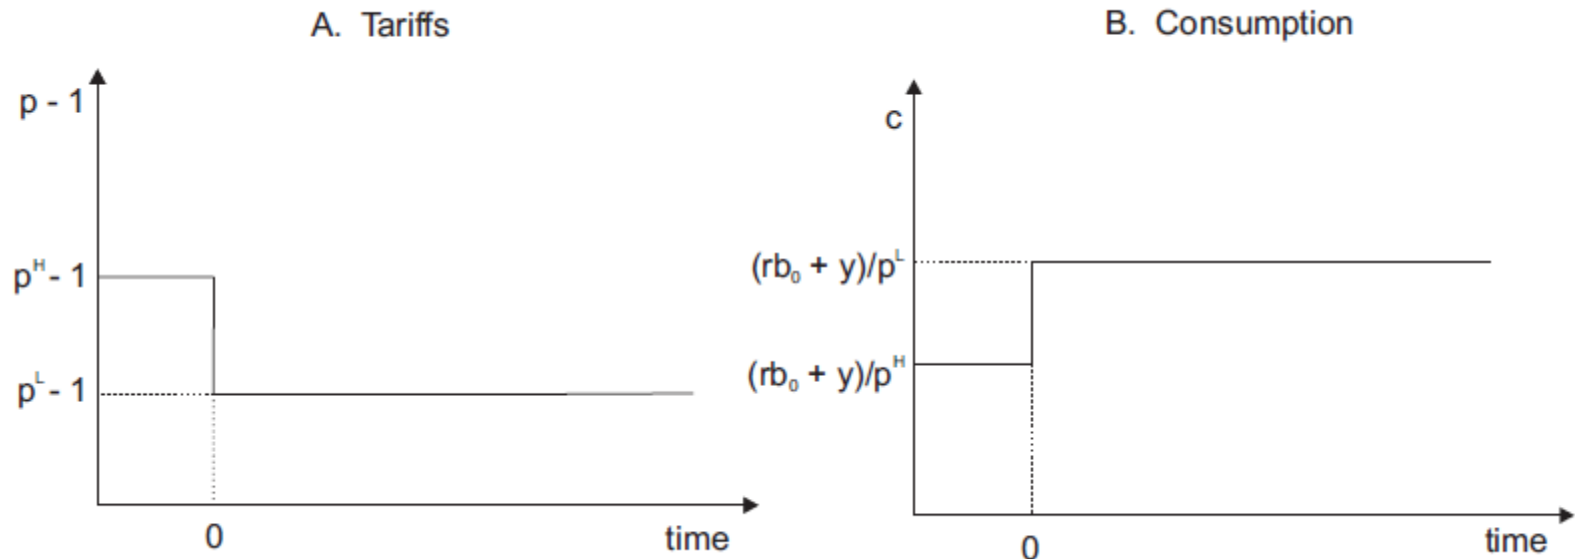 A. Tariffs
p - 1
p^H - 1
p^L - 1
0
time
B. Consumption
c
(rb₀ + y)/p^L
(rb₀ + y)/p^H
0
time